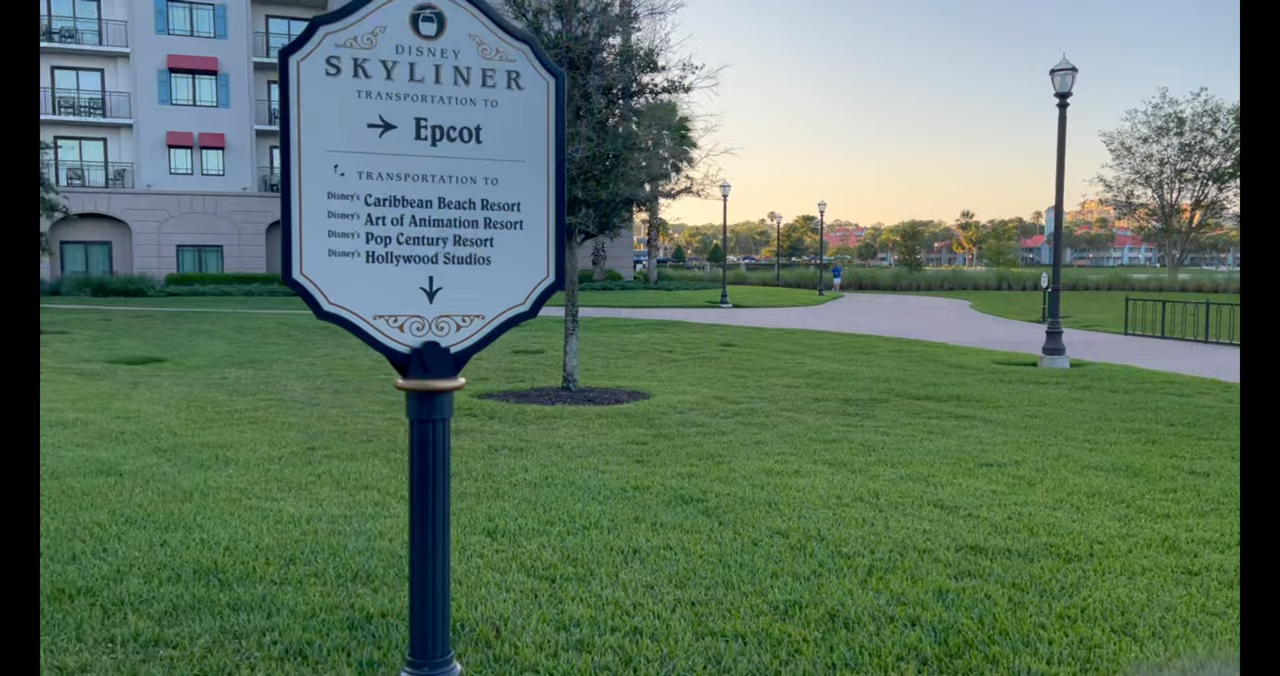 DISNEY
SKYLINER
TRANSPORTATION TO
→ Epcot
TRANSPORTATION TO
Disney's Caribbean Beach Resort
Disney's Art of Animation Resort
Disney's Pop Century Resort
Disney's Hollywood Studios
↓